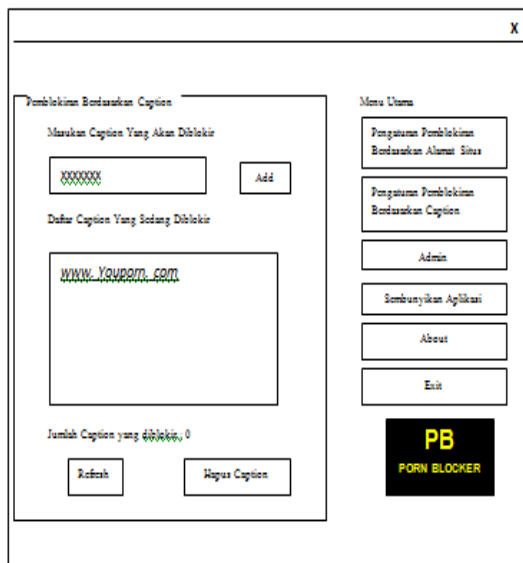 X
Pemblokiran Berdasarkan Caption
Masukan Caption Yang Akan Diblokir
XXXXXXX
Add
Daftar Caption Yang Sedang Diblokir
www. Youporn. com
Jumlah Caption yang diblokir, 0
Refresh
Hapus Caption
Menu Utama
Pengaturan Pemblokiran
Berdasarkan Alamat Situs
Pengaturan Pemblokiran
Berdasarkan Caption
Admin
Sembunyikan Aplikasi
About
Exit
PB
PORN BLOCKER